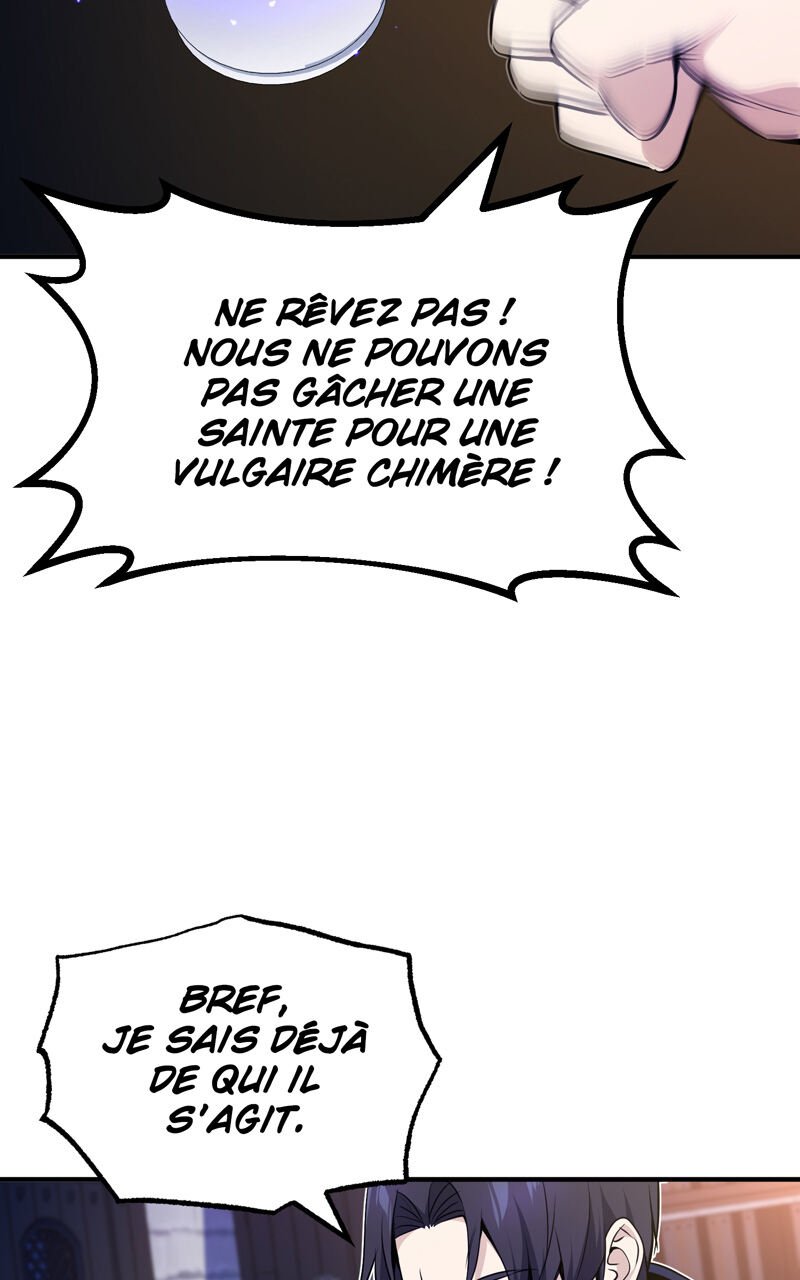 NE RÊVEZ PAS !
NOUS NE POUVONS
PAS GÂCHER UNE
SAINTE POUR UNE
VULGAIRE CHIMÈRE !
BREF,
JE SAIS DÉJÀ
DE QUI IL
S'AGIT.